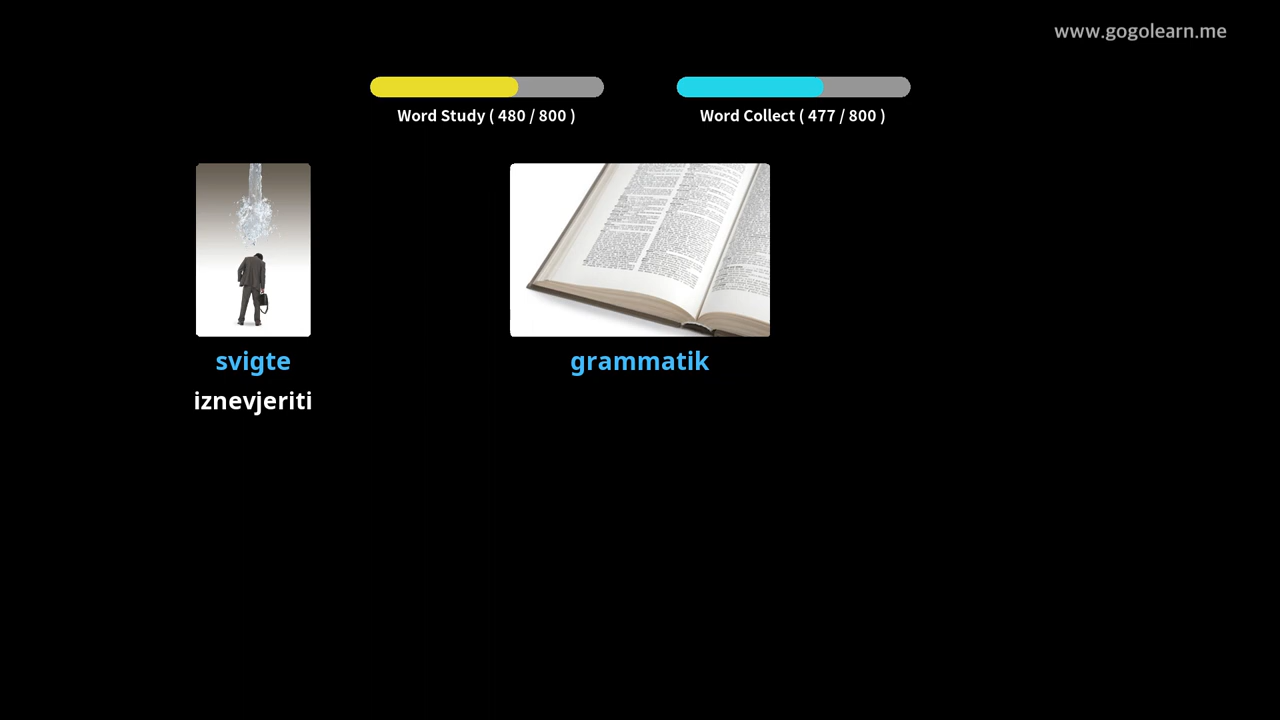 www.gogolearn.me
Word Study ( 480 / 800 )
Word Collect ( 477 / 800 )
svigte
iznevjeriti
grammatik